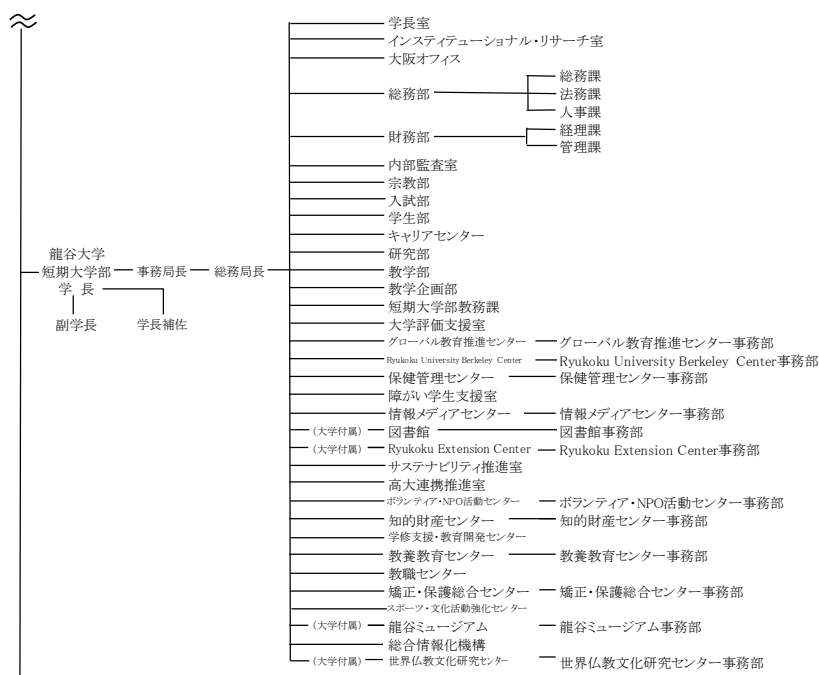 学長室
インスティテューショナル・リサーチ室
大阪オフィス
総務部
総務課
法務課
人事課
財務部
経理課
管理課
内部監査室
宗教部
入試部
学生部
キャリアセンター
研究部
龍谷大学
短期大学部
学 長
事務局長
総務局長
副学長
学長補佐
教学部
教学企画部
短期大学部教務課
大学評価支援室
グローバル教育推進センター グローバル教育推進センター事務部
Ryukoku University Berkeley Center Ryukoku University Berkeley Center事務部
保健管理センター 保健管理センター事務部
障がい学生支援室
情報メディアセンター 情報メディアセンター事務部
(大学付属) 図書館 図書館事務部
(大学付属) Ryukoku Extension Center Ryukoku Extension Center事務部
サステナビリティ推進室
高大連携推進室
ボランティア・NPO活動センター ボランティア・NPO活動センター事務部
知的財産センター 知的財産センター事務部
学修支援・教育開発センター
教養教育センター 教養教育センター事務部
教職センター
矯正・保護総合センター 矯正・保護総合センター事務部
スポーツ・文化活動強化センター
(大学付属) 龍谷ミュージアム 龍谷ミュージアム事務部
総合情報化機構
(大学付属) 世界仏教文化研究センター 世界仏教文化研究センター事務部